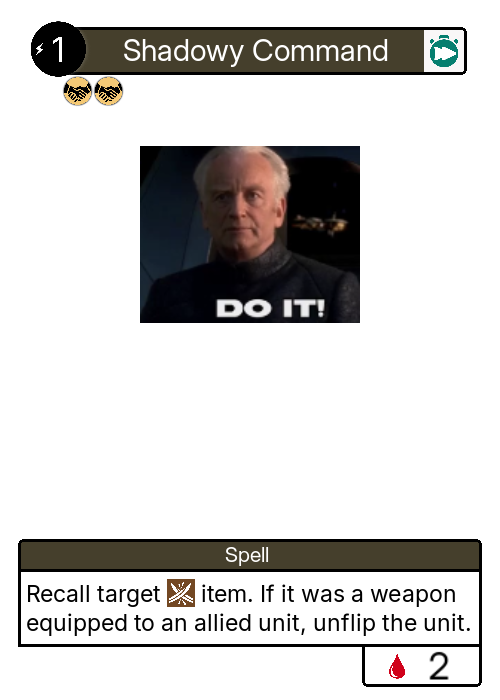 1 Shadowy Command
DO IT!
Spell
Recall target item. If it was a weapon
equipped to an allied unit, unflip the unit.
2